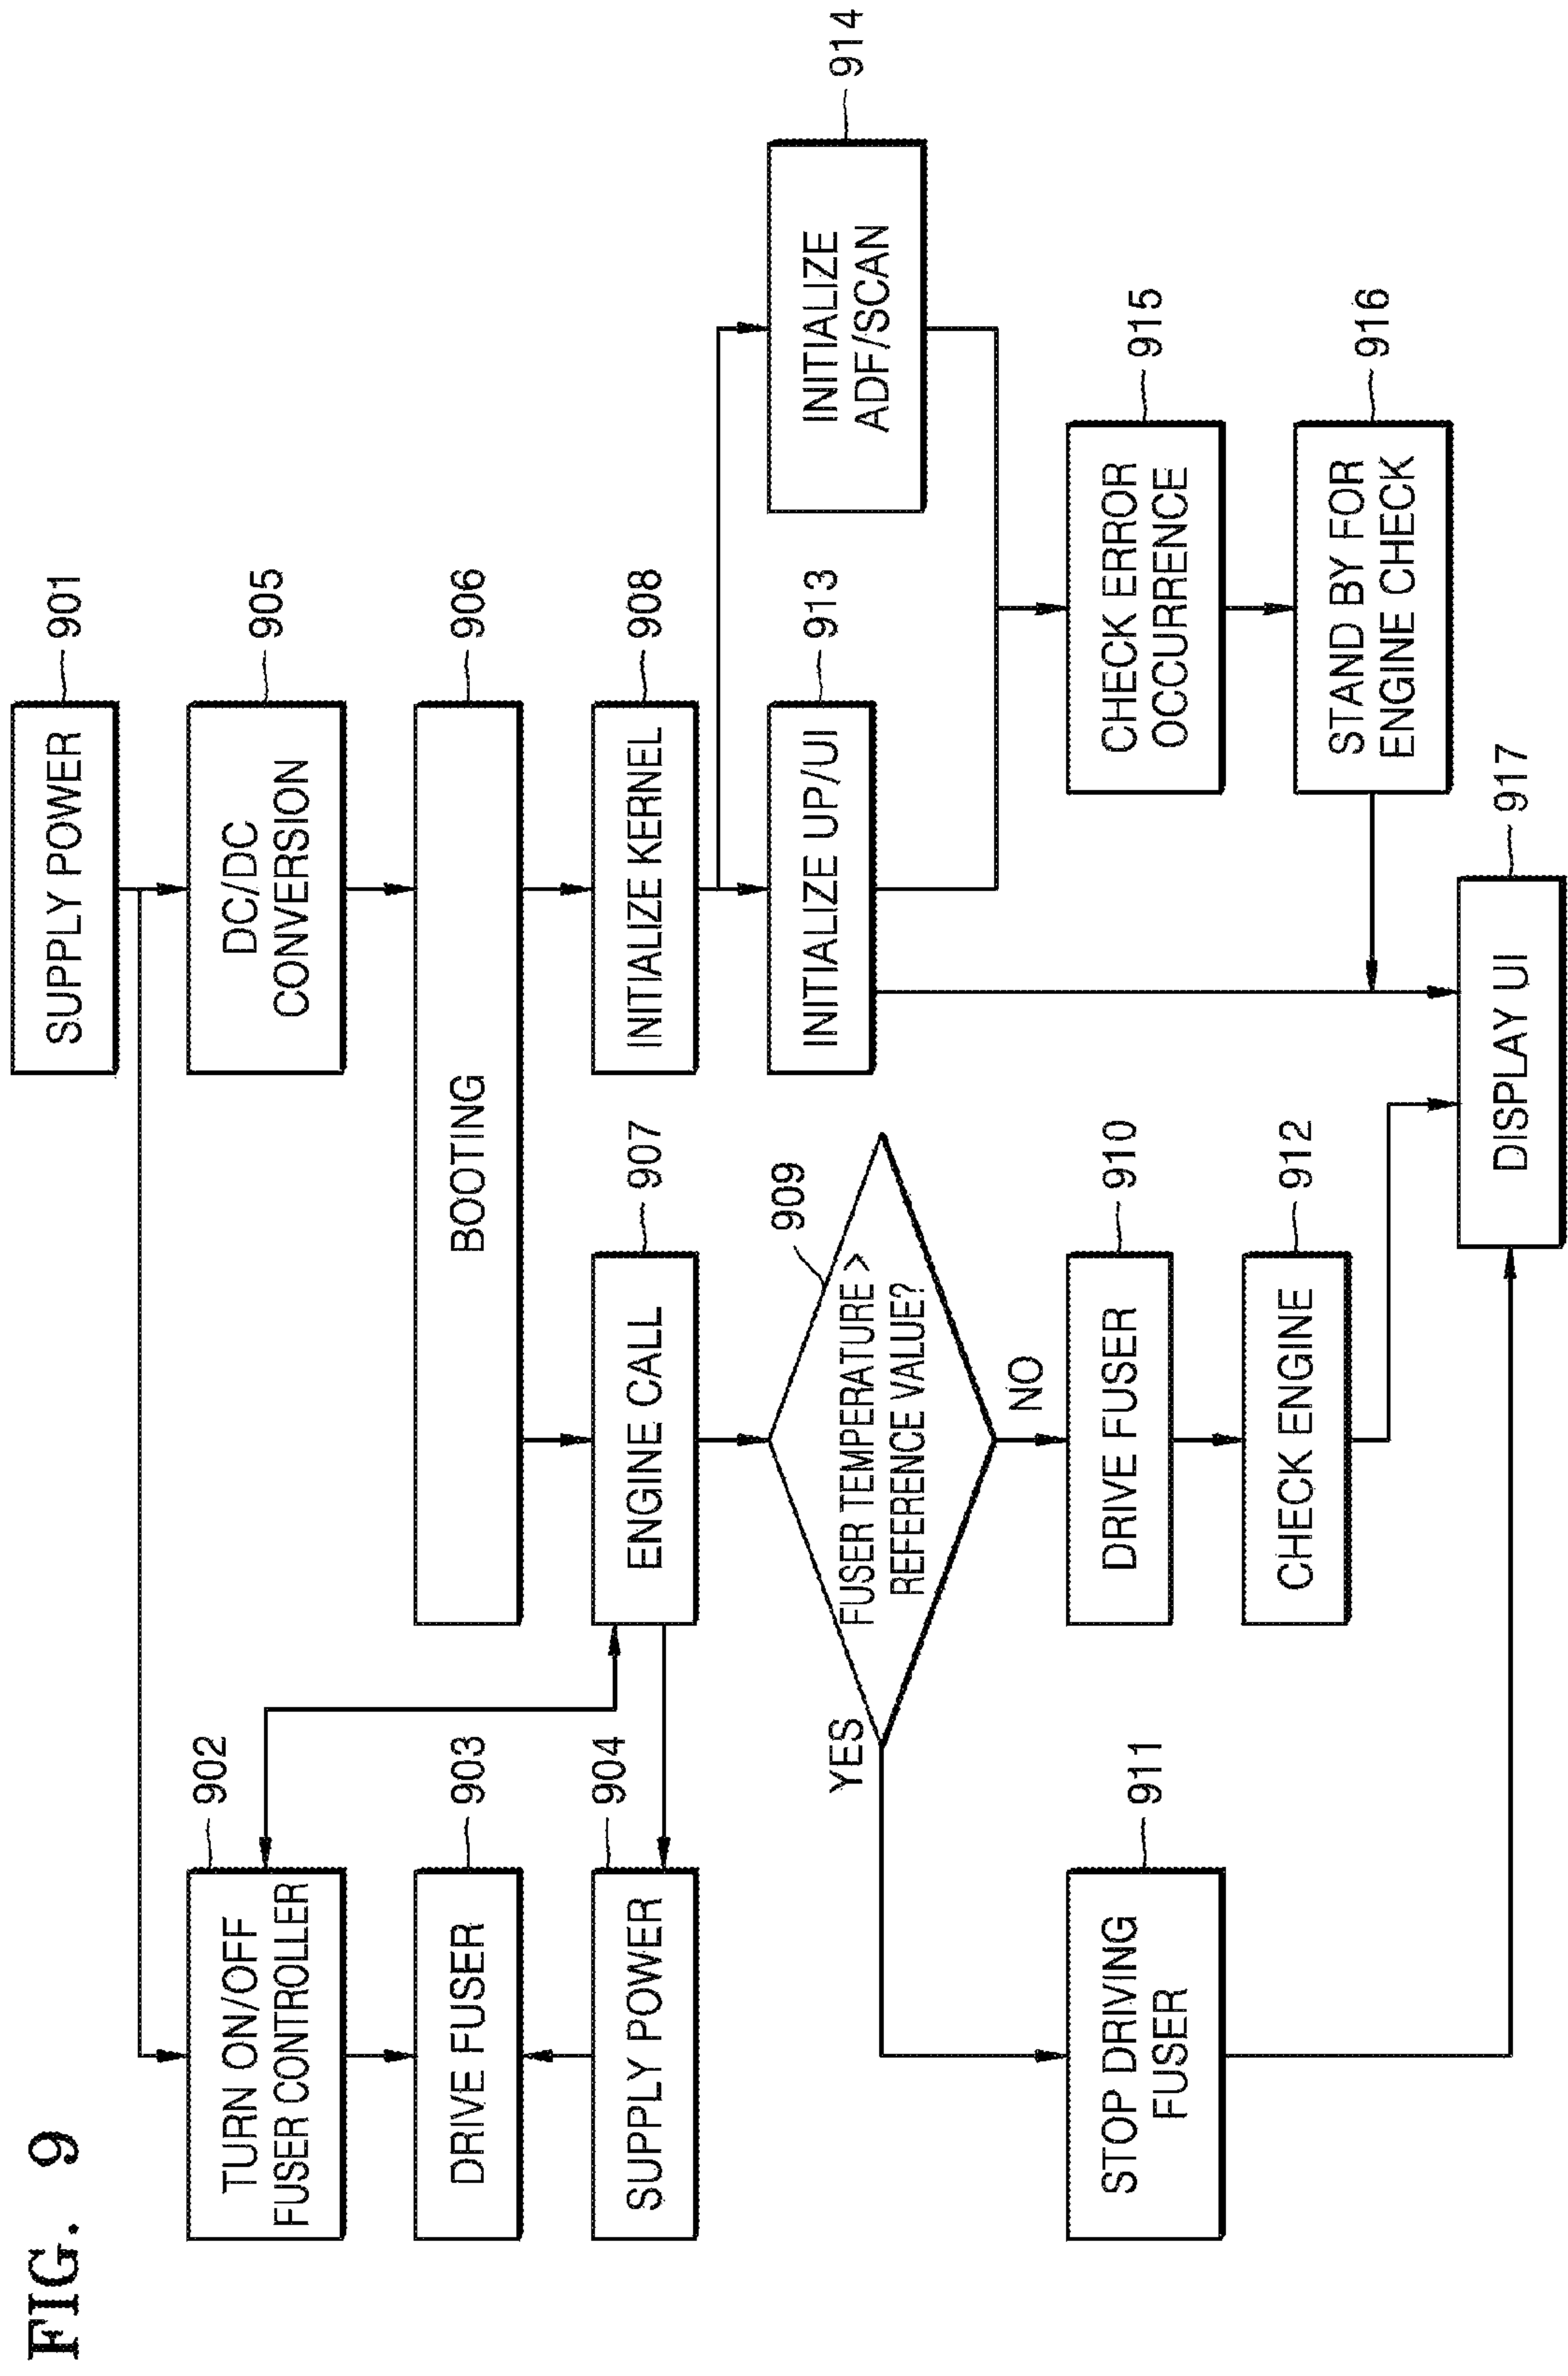 FIG. 9
SUPPLY POWER
901
TURN ON/OFF
FUSER CONTROLLER
902
DC/DC
CONVERSION
905
DRIVE FUSER
903
BOOTING
906
SUPPLY POWER
904
ENGINE CALL
907
INITIALIZE KERNEL
908
FUSER TEMPERATURE >
REFERENCE VALUE?
909
YES
NO
INITIALIZE UP/UI
913
INITIALIZE
ADF/SCAN
914
STOP DRIVING
FUSER
911
DRIVE FUSER
910
CHECK ERROR
OCCURRENCE
915
CHECK ENGINE
912
STAND BY FOR
ENGINE CHECK
916
DISPLAY UI
917